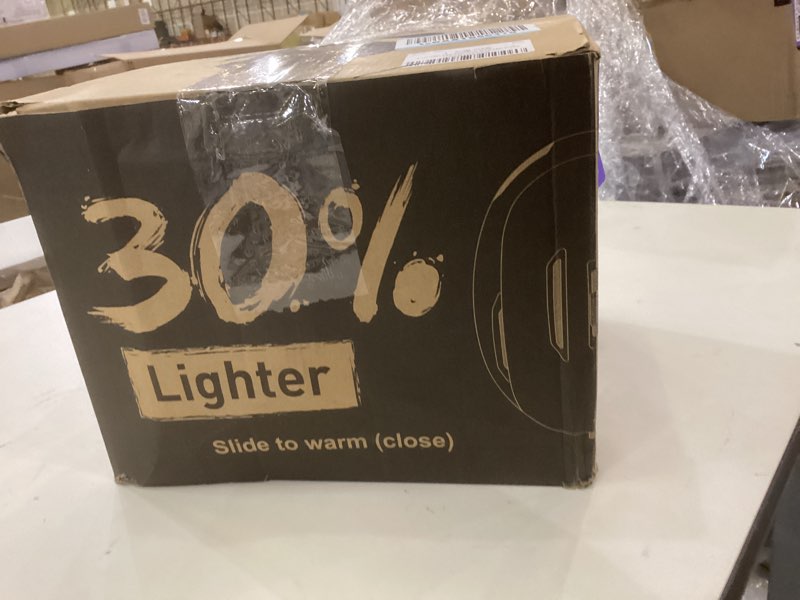 30%
Lighter
Slide to warm (close)